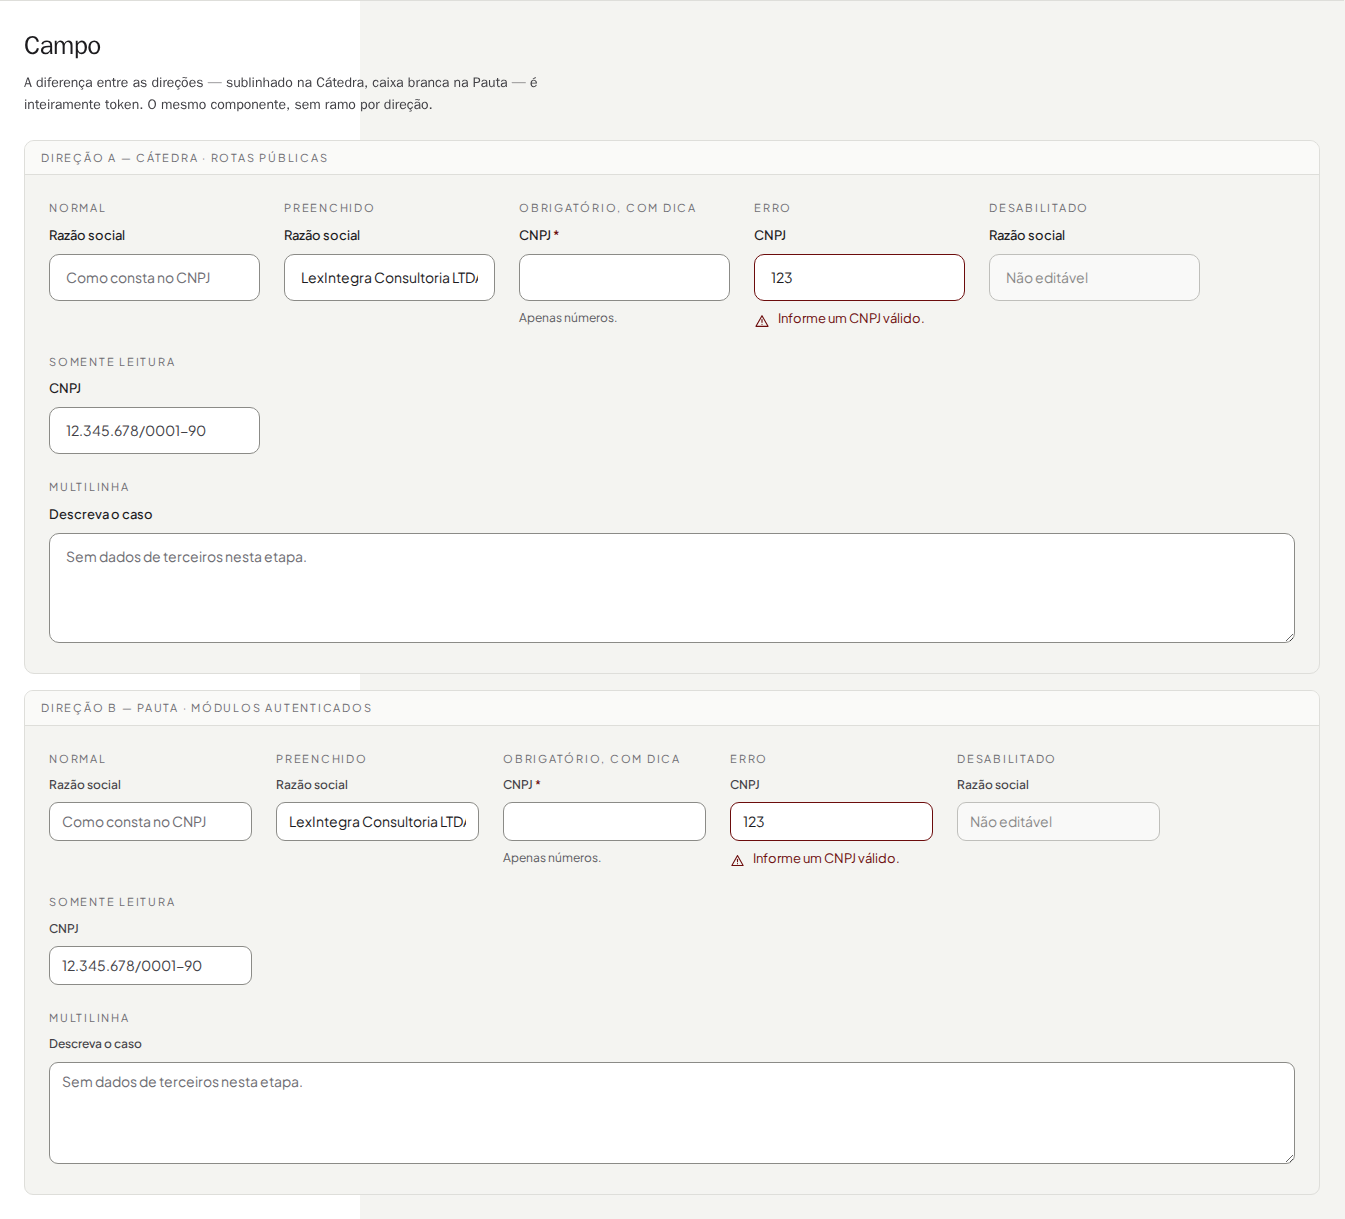 Campo
A diferença entre as direções — sublinhado na Cátedra, caixa branca na Pauta — é
inteiramente token. O mesmo componente, sem ramo por direção.
DIREÇÃO A — CÁTEDRA · ROTAS PÚBLICAS
NORMAL PREENCHIDO OBRIGATÓRIO, COM DICA ERRO DESABILITADO
Razão social Razão social CNPJ * CNPJ Razão social
Como consta no CNPJ LexIntegra Consultoria LTDA 123 Não editável
Apenas números. Informe um CNPJ válido.
SOMENTE LEITURA
CNPJ
12.345.678/0001-90
MULTILINHA
Descreva o caso
Sem dados de terceiros nesta etapa.
DIREÇÃO B — PAUTA · MÓDULOS AUTENTICADOS
NORMAL PREENCHIDO OBRIGATÓRIO, COM DICA ERRO DESABILITADO
Razão social Razão social CNPJ * CNPJ Razão social
Como consta no CNPJ LexIntegra Consultoria LTDA 123 Não editável
Apenas números. Informe um CNPJ válido.
SOMENTE LEITURA
CNPJ
12.345.678/0001-90
MULTILINHA
Descreva o caso
Sem dados de terceiros nesta etapa.